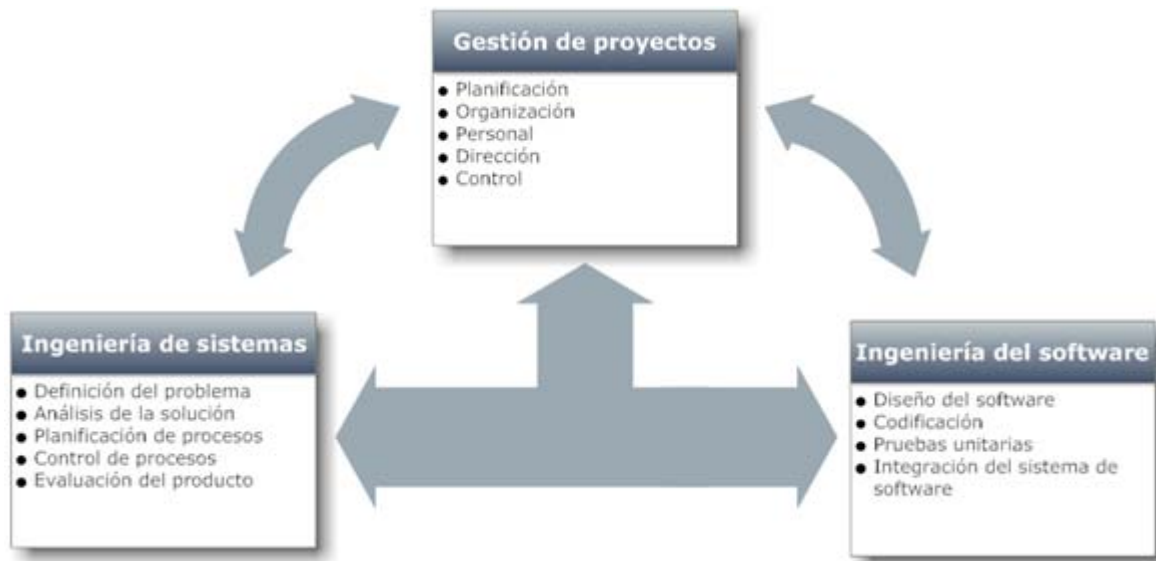 Gestión de proyectos
● Planificación
● Organización
● Personal
● Dirección
● Control
Ingeniería de sistemas
● Definición del problema
● Análisis de la solución
● Planificación de procesos
● Control de procesos
● Evaluación del producto
Ingeniería del software
● Diseño del software
● Codificación
● Pruebas unitarias
● Integración del sistema de
software